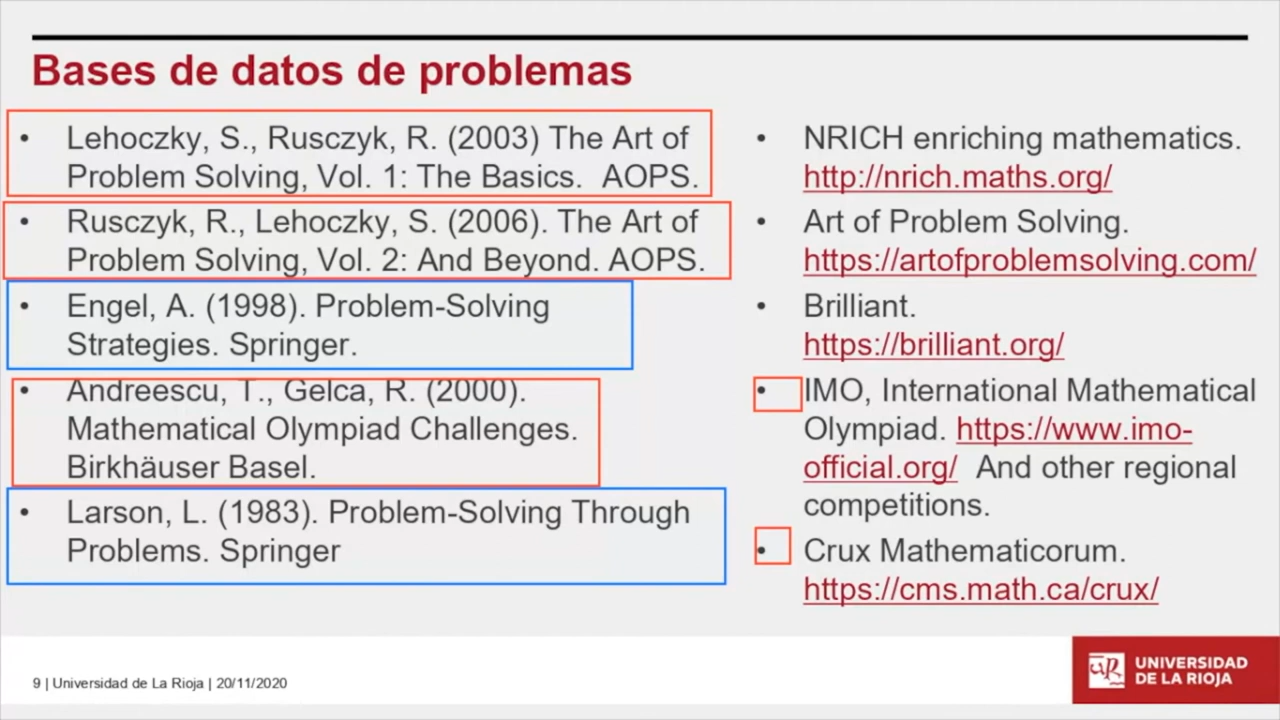 Bases de datos de problemas
• Lehoczky, S., Rusczyk, R. (2003) The Art of
Problem Solving, Vol. 1: The Basics. AOPS.
• Rusczyk, R., Lehoczky, S. (2006). The Art of
Problem Solving, Vol. 2: And Beyond. AOPS.
• Engel, A. (1998). Problem-Solving
Strategies. Springer.
• Andreescu, T., Gelca, R. (2000).
Mathematical Olympiad Challenges.
Birkhäuser Basel.
• Larson, L. (1983). Problem-Solving Through
Problems. Springer
• NRICH enriching mathematics.
http://nrich.maths.org/
• Art of Problem Solving.
https://artofproblemsolving.com/
• Brilliant.
https://brilliant.org/
• IMO, International Mathematical
Olympiad. https://www.imo-
official.org/ And other regional
competitions.
• Crux Mathematicorum.
https://cms.math.ca/crux/
9 | Universidad de La Rioja | 20/11/2020
UNIVERSIDAD
DE LA RIOJA